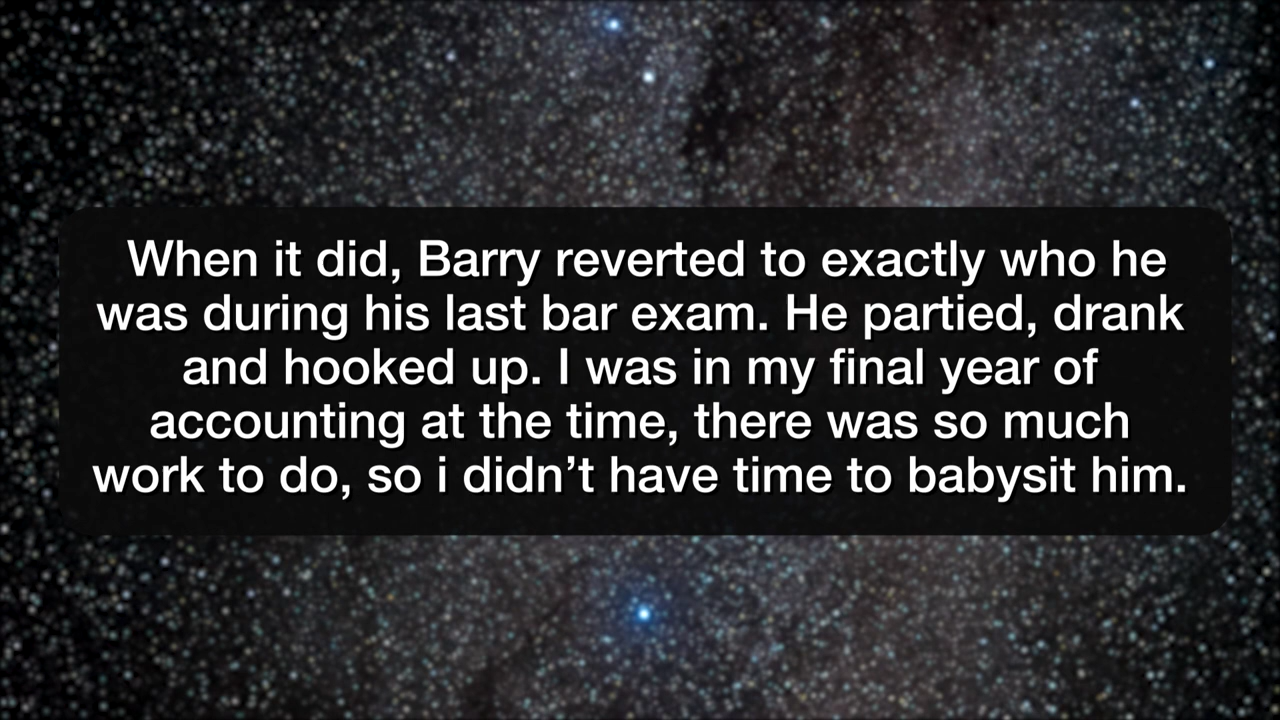 When it did, Barry reverted to exactly who he
was during his last bar exam. He partied, drank
and hooked up. I was in my final year of
accounting at the time, there was so much
work to do, so i didn’t have time to babysit him.